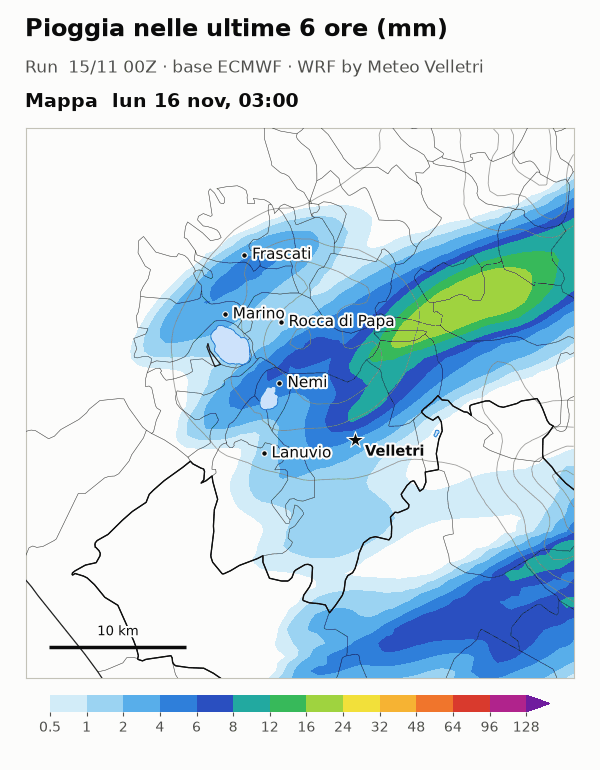 Pioggia nelle ultime 6 ore (mm)
Run  15/11 00Z · base ECMWF · WRF by Meteo Velletri
Mappa  lun 16 nov, 03:00
Frascati
Marino
Rocca di Papa
Nemi
Velletri
Lanuvio
10 km
0.5 1 2 4 6 8 12 16 24 32 48 64 96 128